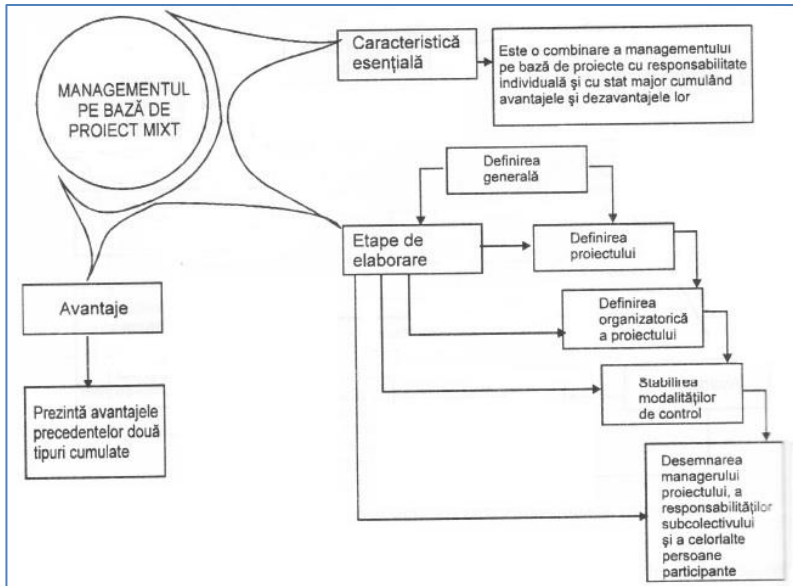 MANAGEMENTUL
PE BAZĂ DE
PROIECT MIXT
Caracteristică
esențială
Este o combinare a managementului
pe bază de proiecte cu responsabilitate
individuală și cu stat major cumulând
avantajele și dezavantajele lor
Definirea
generală
Etape de
elaborare
Definirea
proiectului
Definirea
organizatorică
a proiectului
Stabilirea
modalităților
de control
Desemnarea
managerului
proiectului, a
responsabilităților
subcolectivului
și a celorlalte
persoane
participante
Avantaje
Prezintă avantajele
precedentelor două
tipuri cumulate